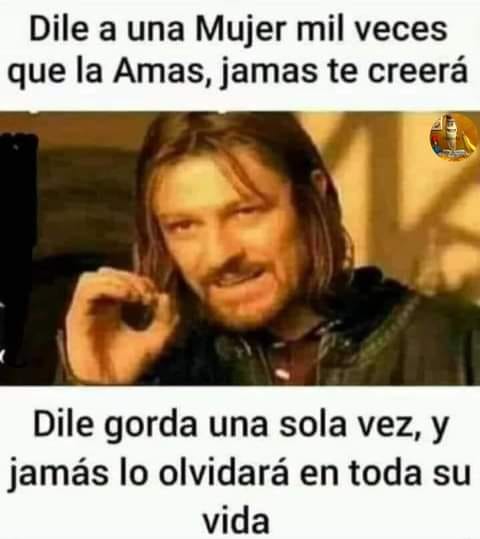 Dile a una Mujer mil veces
que la Amas, jamas te creerá
Dile gorda una sola vez, y
jamás lo olvidará en toda su
vida